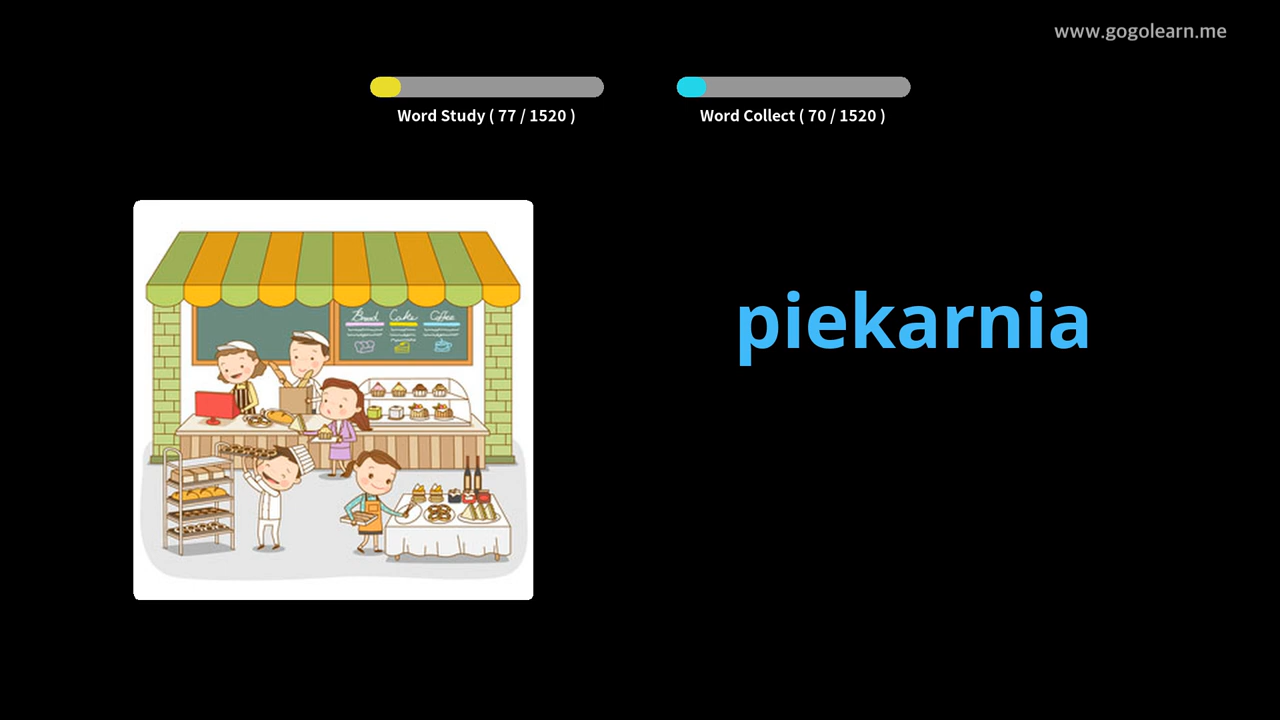 www.gogolearn.me
Word Study ( 77 / 1520 )
Word Collect ( 70 / 1520 )
Bread Cake Coffee
piekarnia